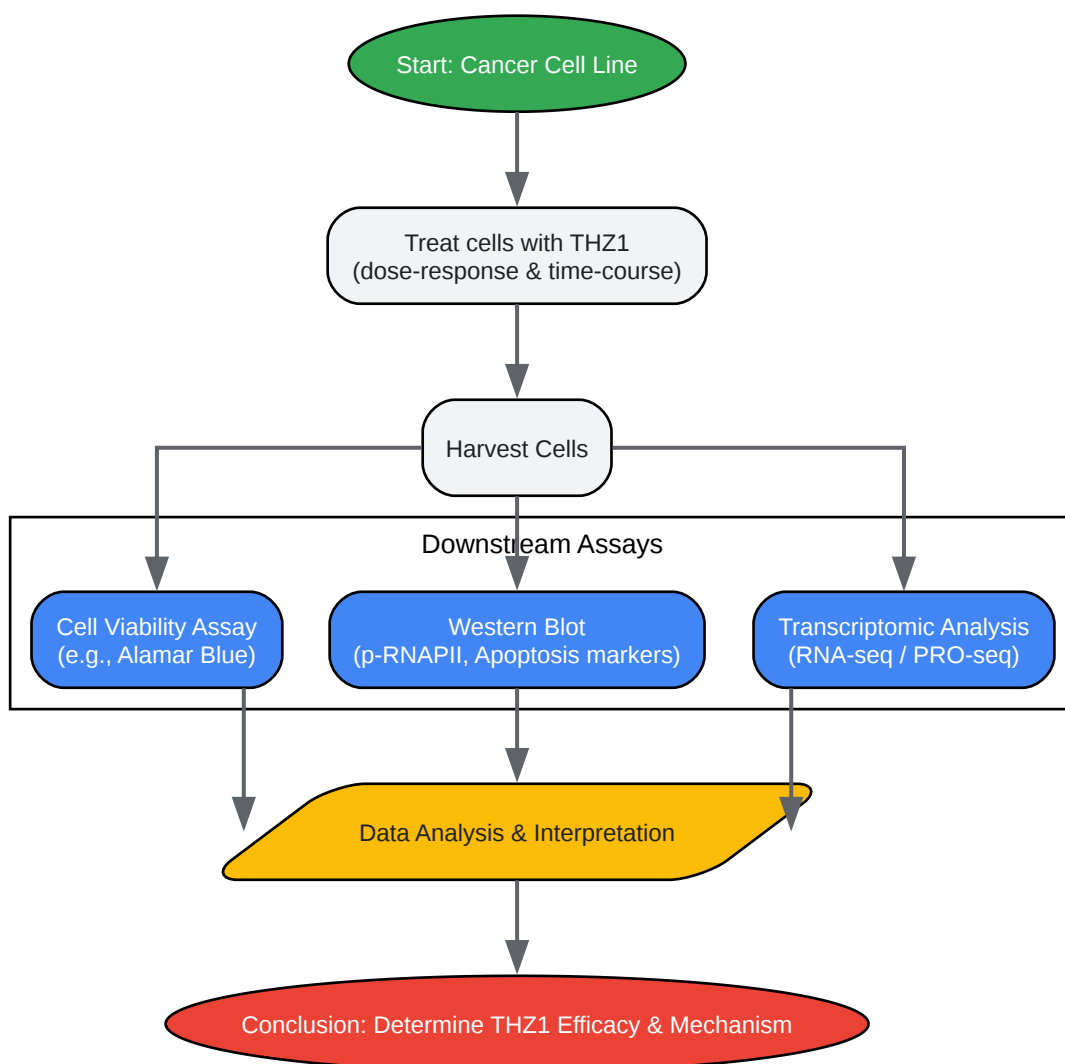 Start: Cancer Cell Line
Treat cells with THZ1
(dose-response & time-course)
Harvest Cells
Downstream Assays
Cell Viability Assay
(e.g., Alamar Blue)
Western Blot
(p-RNAPII, Apoptosis markers)
Transcriptomic Analysis
(RNA-seq / PRO-seq)
Data Analysis & Interpretation
Conclusion: Determine THZ1 Efficacy & Mechanism